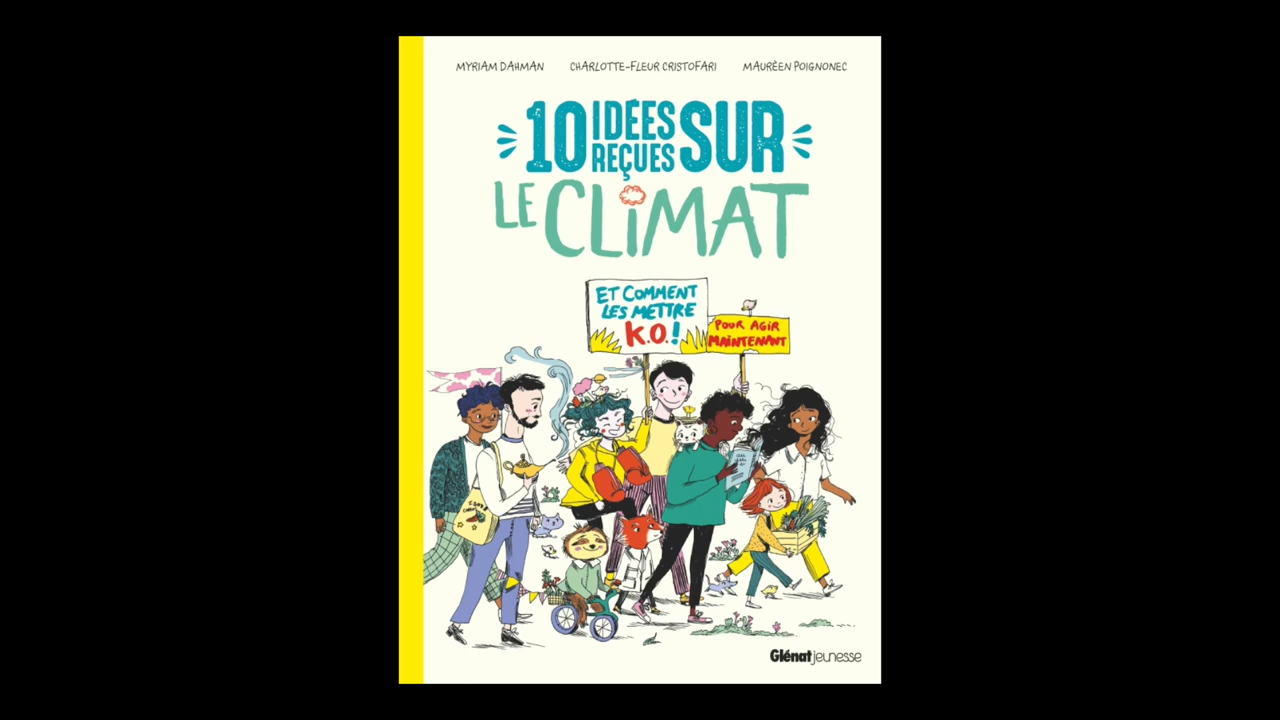 MYRIAM DAHMAN CHARLOTTE-FLEUR CRISTOFARI MAURÈEN POIGNONEC
10 IDÉES REÇUES SUR
LE CLIMAT
ET COMMENT
LES METTRE
K.O.!
POUR AGIR
MAINTENANT
Glénat jeunesse